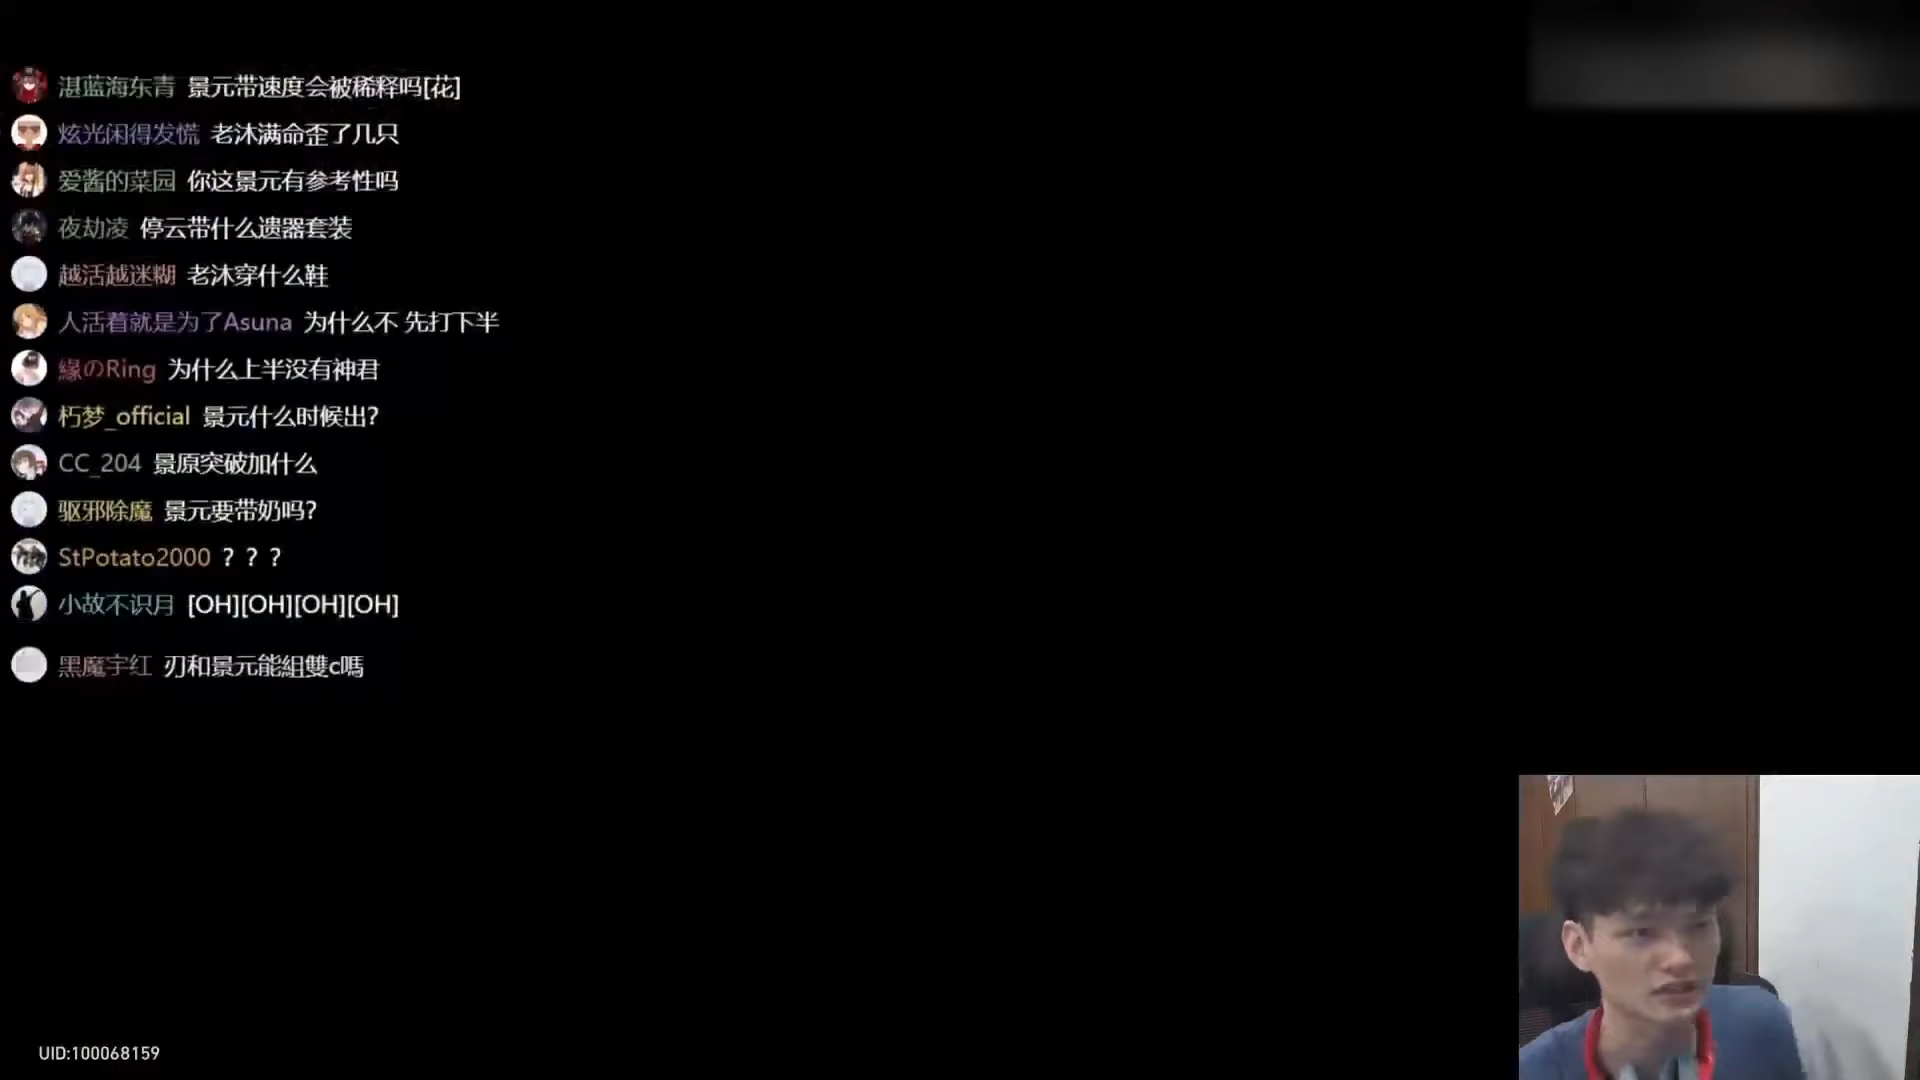 湛蓝海东青 景元带速度会被稀释吗[花]
炫光闲得发慌 老沐满命歪了几只
爱酱的菜园 你这景元有参考性吗
夜劫凌 停云带什么遗器套装
越活越迷糊 老沐穿什么鞋
人活着就是为了Asuna 为什么不 先打下半
緣のRing 为什么上半没有神君
朽梦_official 景元什么时候出?
CC_204 景原突破加什么
驱邪除魔 景元要带奶吗?
StPotato2000 ？？？
小故不识月 [OH][OH][OH][OH]
黑魔宇红 刃和景元能組雙c嗎
UID:100068159